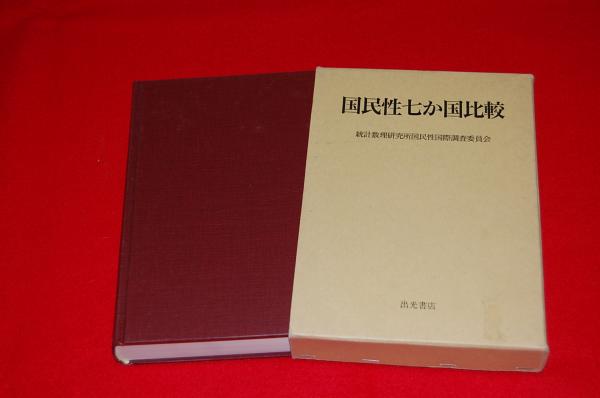 国民性七か国比較
統計数理研究所国民性国際調査委員会
出光書店